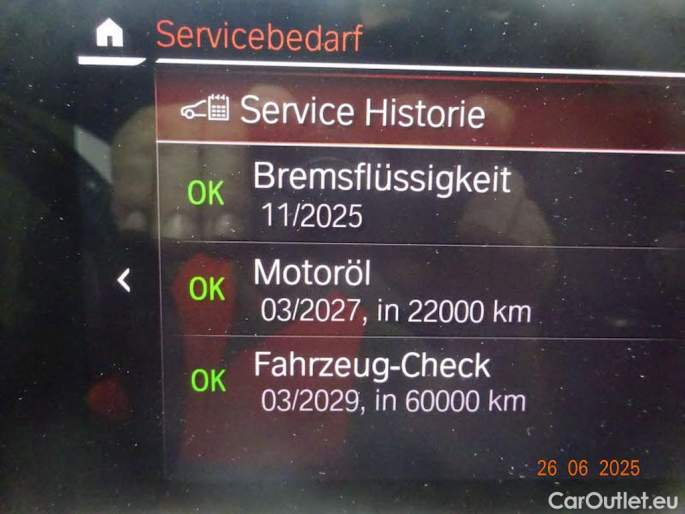 Servicebedarf
Service Historie
OK Bremsflüssigkeit
11/2025
OK Motoröl
03/2027, in 22000 km
OK Fahrzeug-Check
03/2029, in 60000 km
26 06 2025
CarOutlet.eu